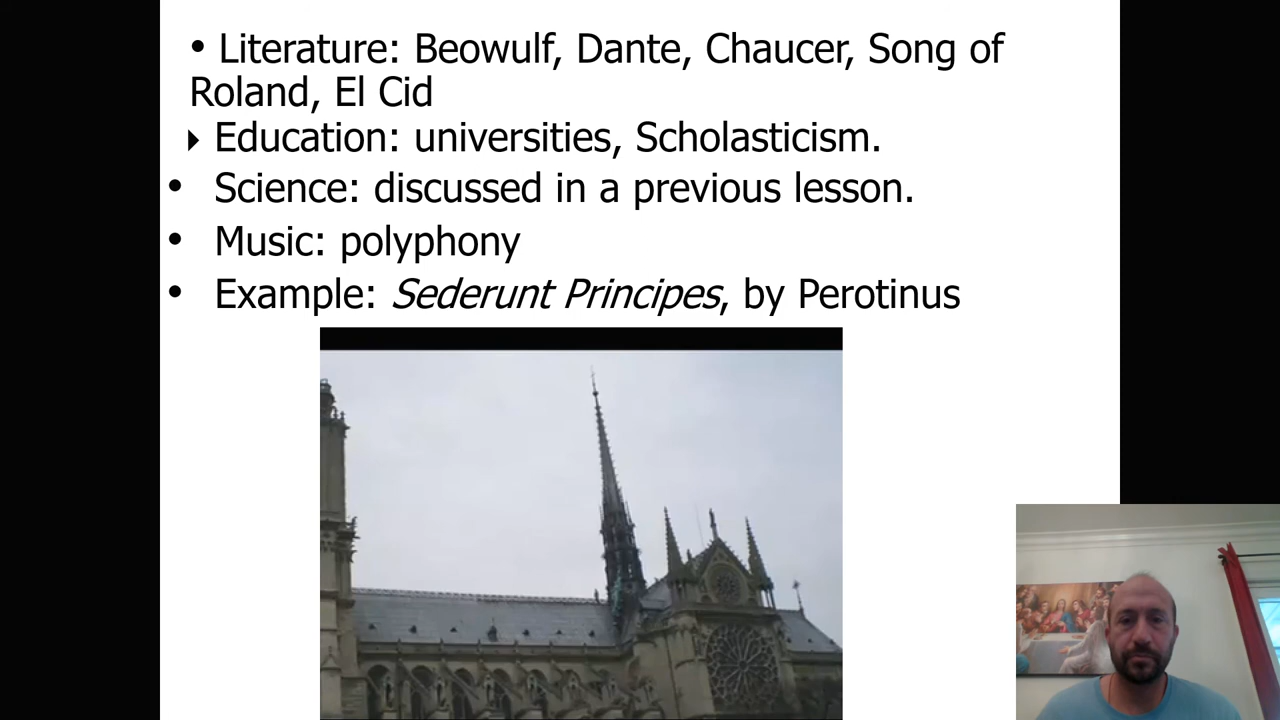 • Literature: Beowulf, Dante, Chaucer, Song of
Roland, El Cid
‣ Education: universities, Scholasticism.
• Science: discussed in a previous lesson.
• Music: polyphony
• Example: Sederunt Principes, by Perotinus